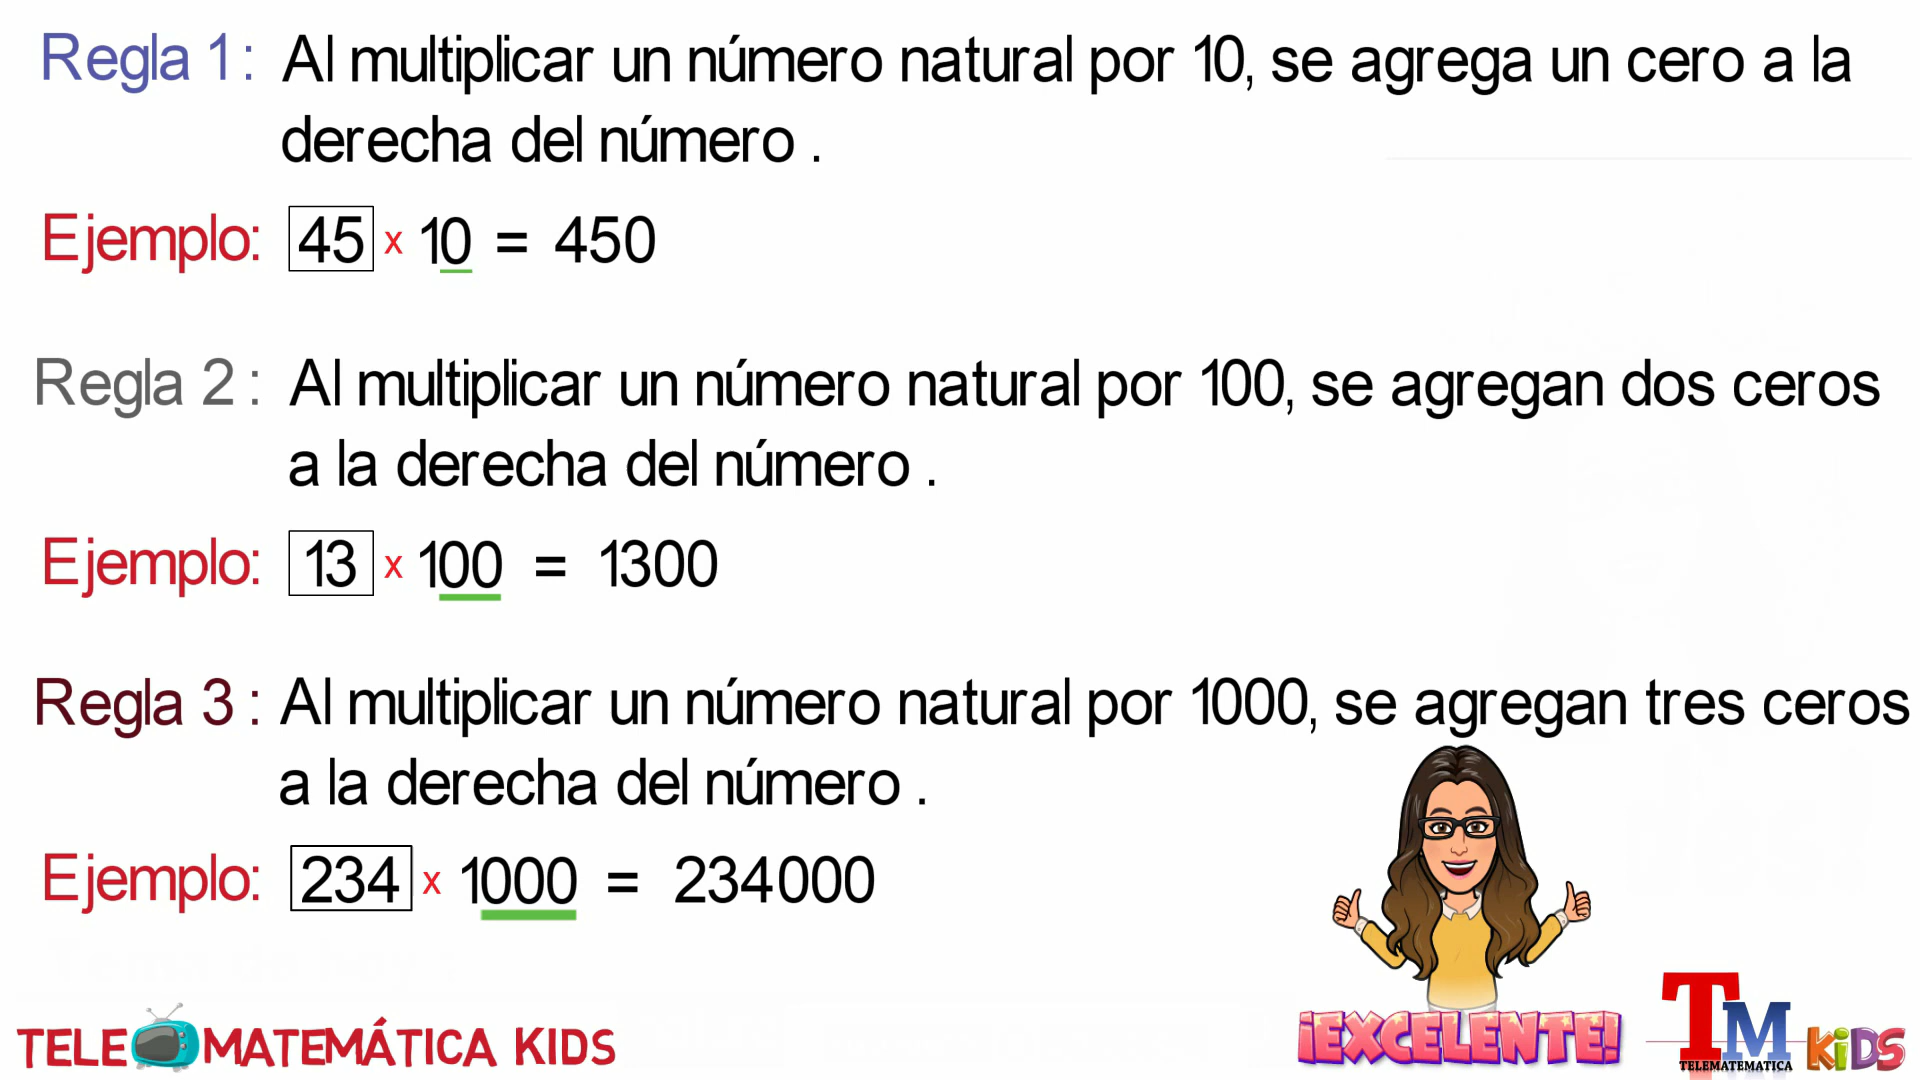 Regla 1: Al multiplicar un número natural por 10, se agrega un cero a la
derecha del número .
Ejemplo: 45 x 10 = 450
Regla 2 : Al multiplicar un número natural por 100, se agregan dos ceros
a la derecha del número .
Ejemplo: 13 x 100 = 1300
Regla 3 : Al multiplicar un número natural por 1000, se agregan tres ceros
a la derecha del número .
Ejemplo: 234 x 1000 = 234000
TELEMATEMÁTICA KIDS
¡EXCELENTE!
TM KiDS
TELEMATEMATICA